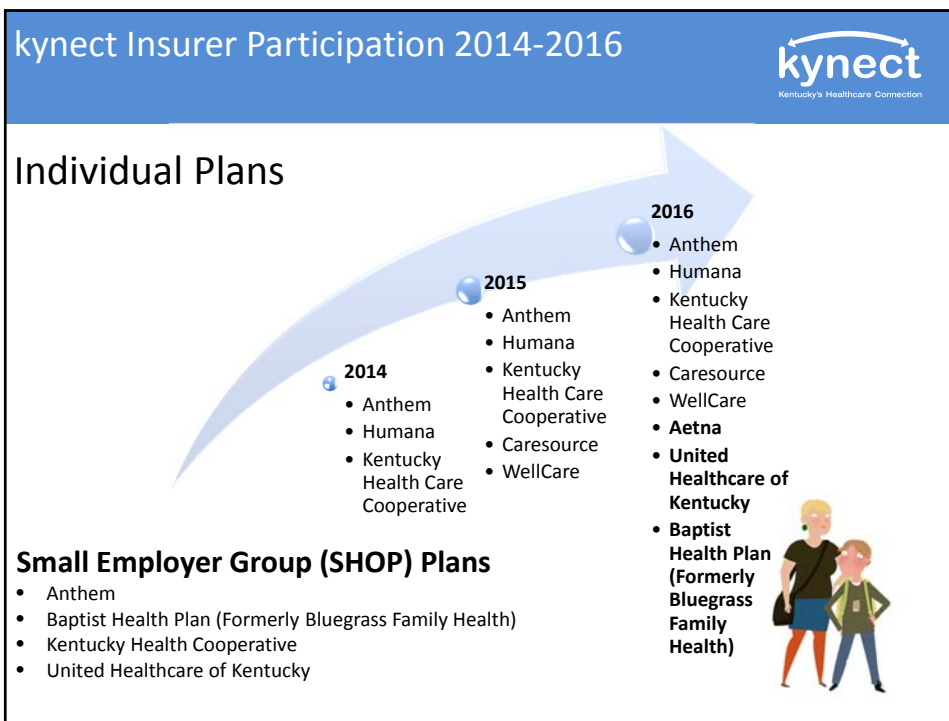 kynect Insurer Participation 2014-2016
kynect
Kentucky's Healthcare Connection
Individual Plans
2014
• Anthem
• Humana
• Kentucky
Health Care
Cooperative
2015
• Anthem
• Humana
• Kentucky
Health Care
Cooperative
• Caresource
• WellCare
2016
• Anthem
• Humana
• Kentucky
Health Care
Cooperative
• Caresource
• WellCare
• Aetna
• United
Healthcare of
Kentucky
• Baptist
Health Plan
(Formerly
Bluegrass
Family
Health)
Small Employer Group (SHOP) Plans
• Anthem
• Baptist Health Plan (Formerly Bluegrass Family Health)
• Kentucky Health Cooperative
• United Healthcare of Kentucky